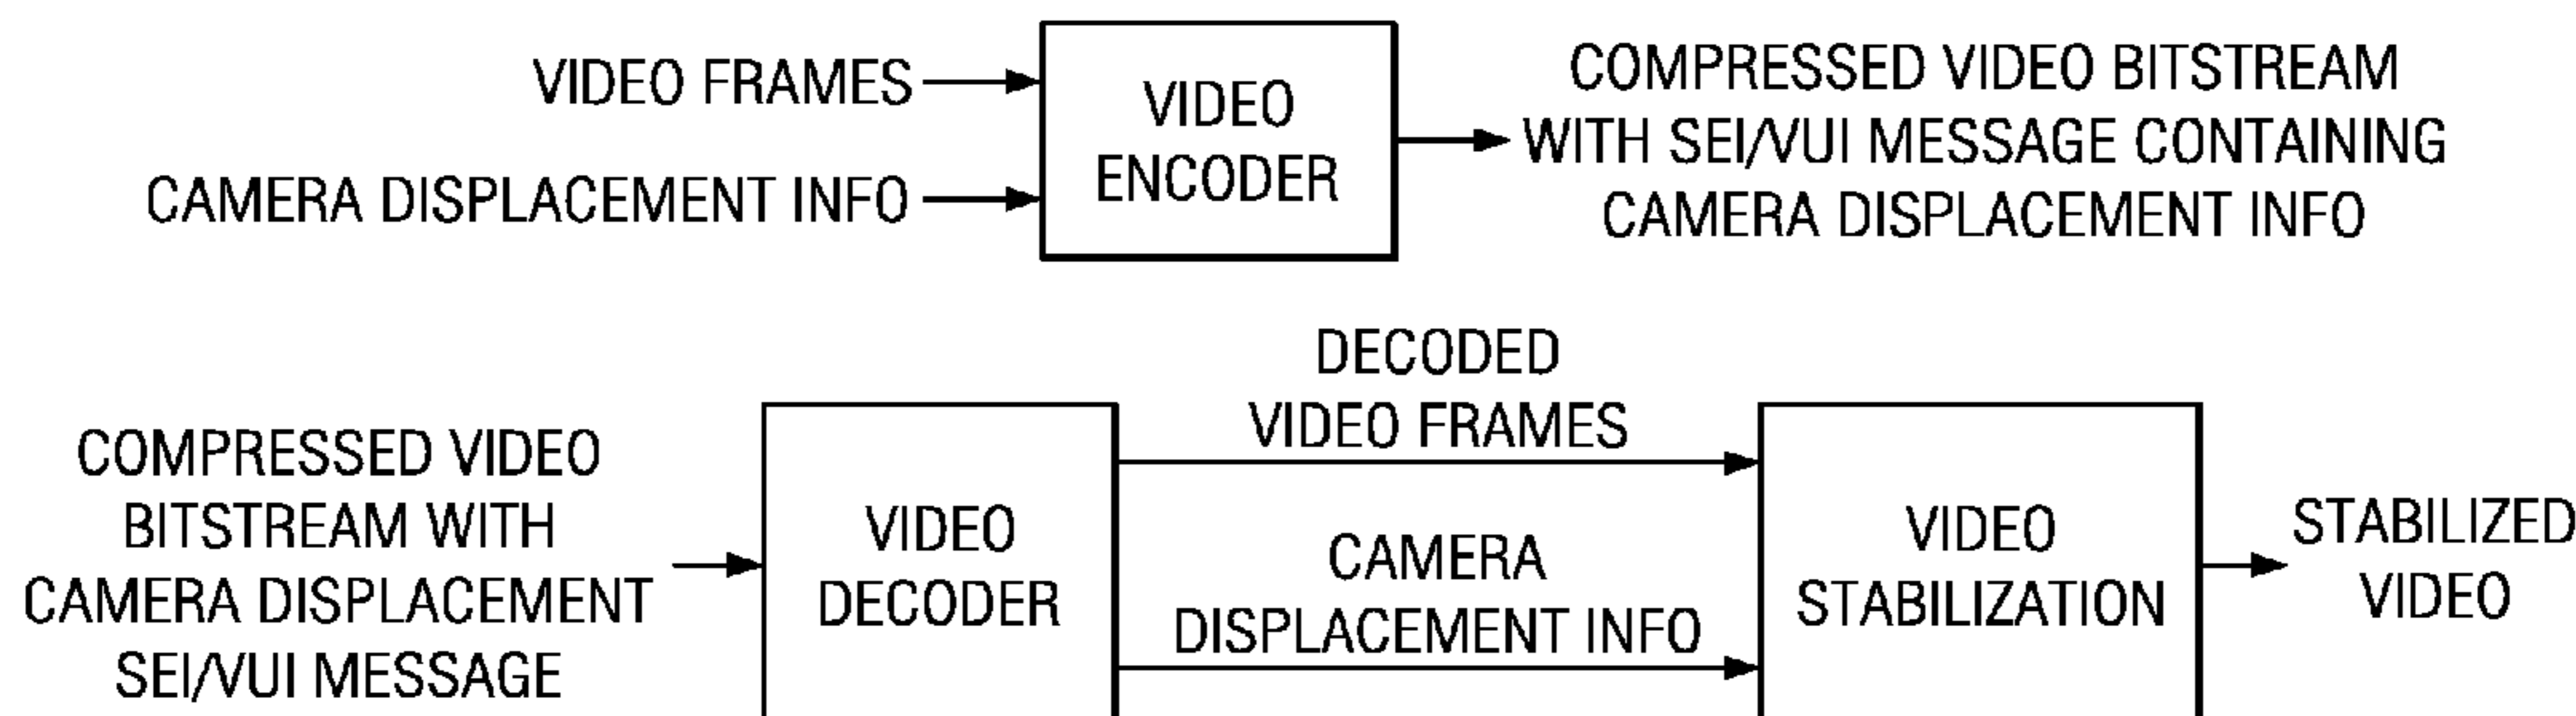 VIDEO FRAMES
CAMERA DISPLACEMENT INFO
VIDEO
ENCODER
COMPRESSED VIDEO BITSTREAM
WITH SEI/VUI MESSAGE CONTAINING
CAMERA DISPLACEMENT INFO
COMPRESSED VIDEO
BITSTREAM WITH
CAMERA DISPLACEMENT
SEI/VUI MESSAGE
VIDEO
DECODER
DECODED
VIDEO FRAMES
CAMERA
DISPLACEMENT INFO
VIDEO
STABILIZATION
STABILIZED
VIDEO